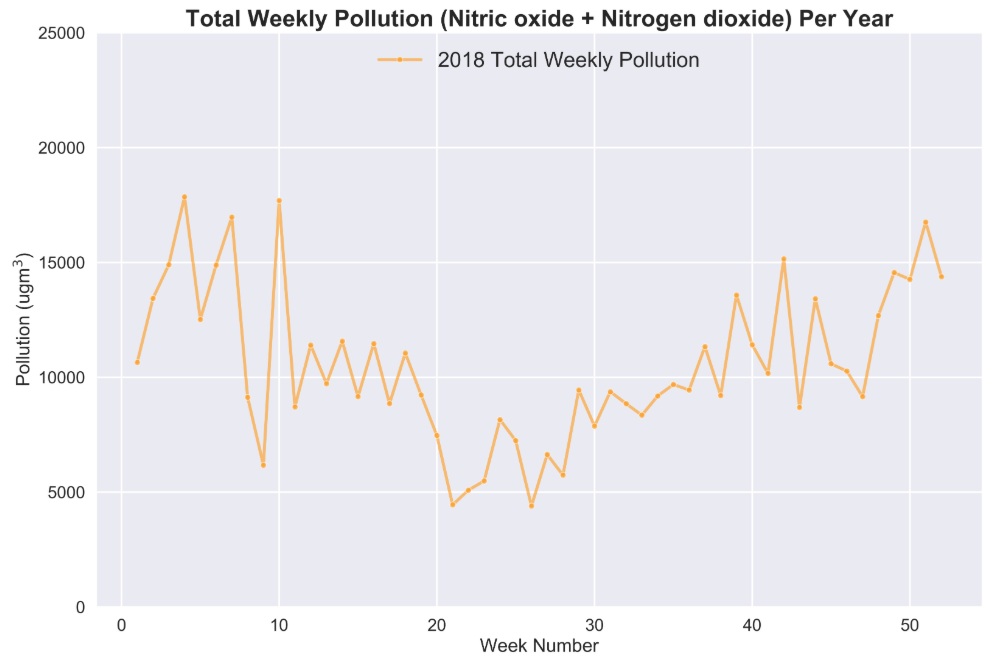 Total Weekly Pollution (Nitric oxide + Nitrogen dioxide) Per Year
2018 Total Weekly Pollution
25000
20000
15000
10000
5000
0
Pollution (ugm³)
0 10 20 30 40 50
Week Number